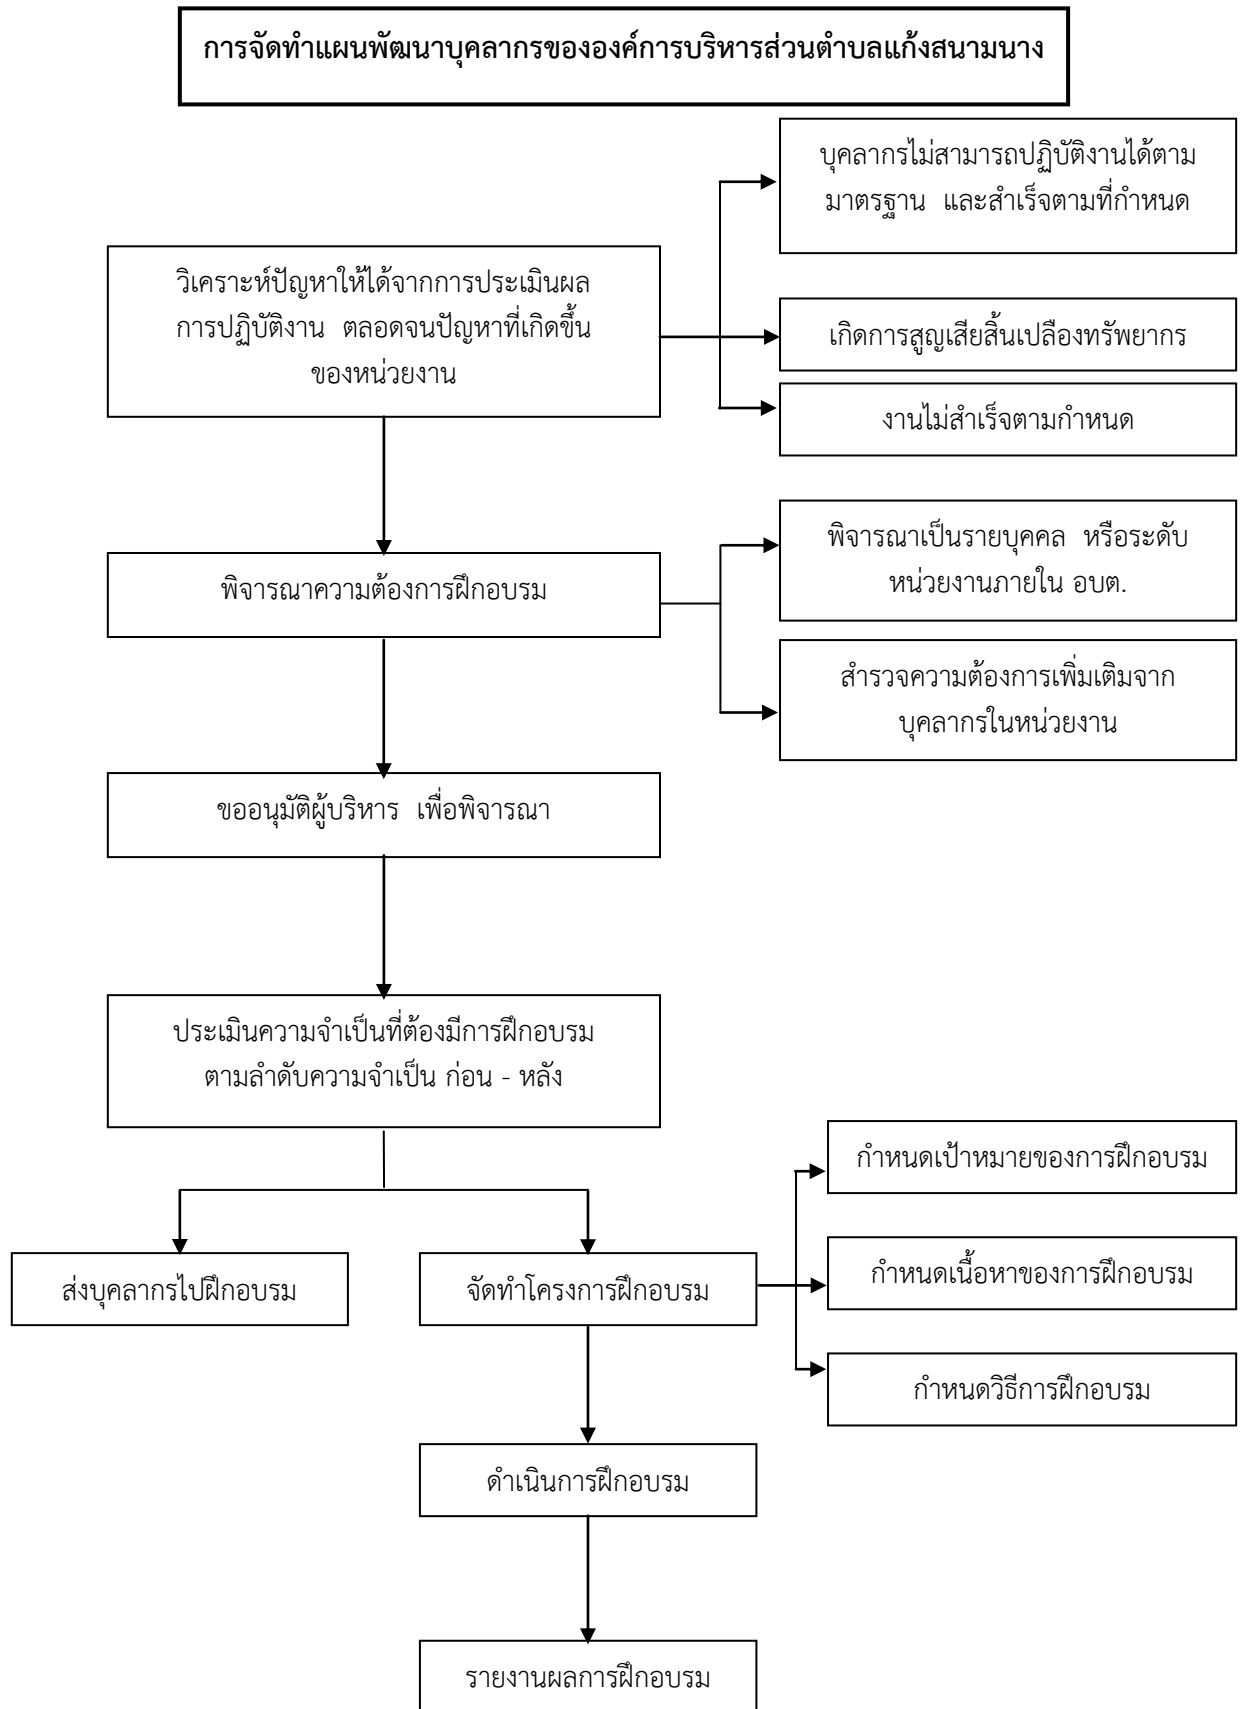 การจัดทำแผนพัฒนาบุคลากรขององค์การบริหารส่วนตำบลแก้งสนามนาง
บุคลากรไม่สามารถปฏิบัติงานได้ตาม
มาตรฐาน และสำเร็จตามที่กำหนด
วิเคราะห์ปัญหาให้ได้จากการประเมินผล
การปฏิบัติงาน ตลอดจนปัญหาที่เกิดขึ้น
ของหน่วยงาน
เกิดการสูญเสียสิ้นเปลืองทรัพยากร
งานไม่สำเร็จตามกำหนด
พิจารณาความต้องการฝึกอบรม
พิจารณาเป็นรายบุคคล หรือระดับ
หน่วยงานภายใน อบต.
สำรวจความต้องการเพิ่มเติมจาก
บุคลากรในหน่วยงาน
ขออนุมัติผู้บริหาร เพื่อพิจารณา
ประเมินความจำเป็นที่ต้องมีการฝึกอบรม
ตามลำดับความจำเป็น ก่อน - หลัง
ส่งบุคลากรไปฝึกอบรม
จัดทำโครงการฝึกอบรม
กำหนดเป้าหมายของการฝึกอบรม
กำหนดเนื้อหาของการฝึกอบรม
กำหนดวิธีการฝึกอบรม
ดำเนินการฝึกอบรม
รายงานผลการฝึกอบรม